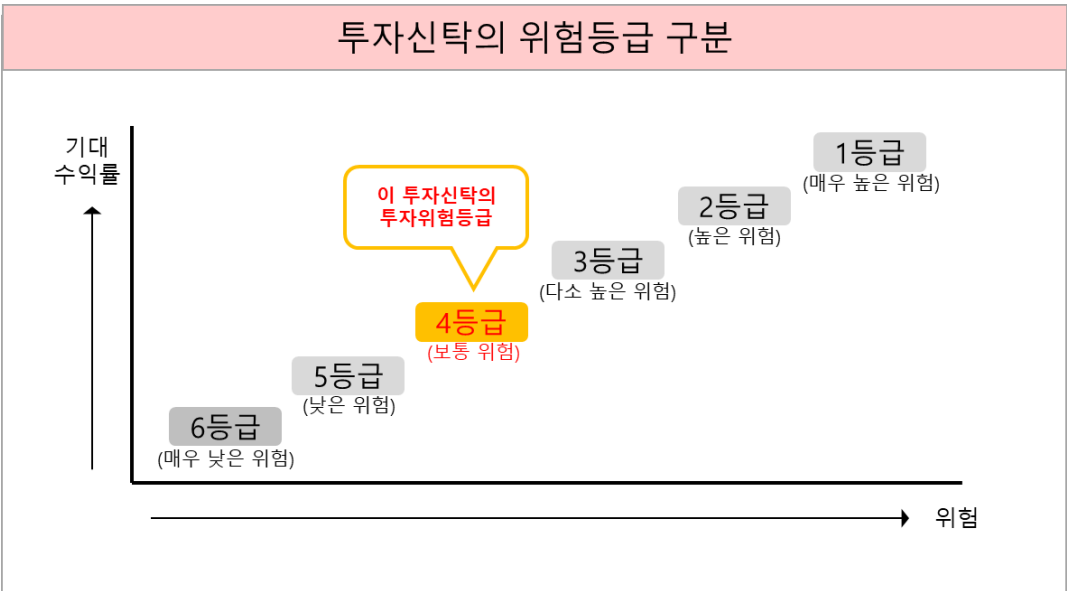 투자신탁의 위험등급 구분
기대
수익률
1등급
(매우 높은 위험)
이 투자신탁의
투자위험등급
2등급
(높은 위험)
3등급
(다소 높은 위험)
4등급
(보통 위험)
5등급
(낮은 위험)
6등급
(매우 낮은 위험)
위험